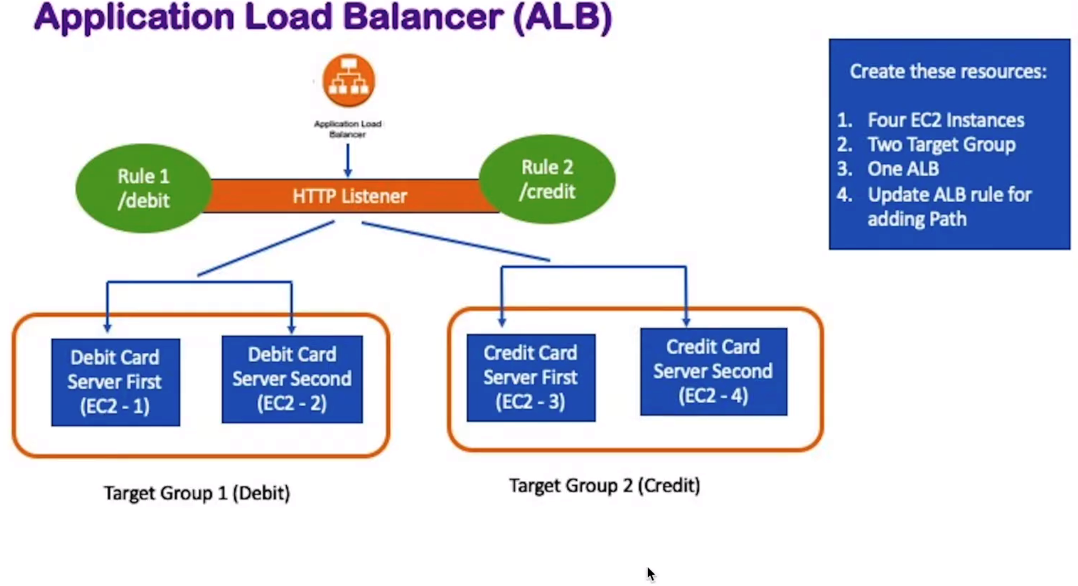 Application Load Balancer (ALB)
Application Load
Balancer
Rule 1
/debit
HTTP Listener
Rule 2
/credit
Create these resources:
1. Four EC2 Instances
2. Two Target Group
3. One ALB
4. Update ALB rule for
adding Path
Debit Card
Server First
(EC2 - 1)
Debit Card
Server Second
(EC2 - 2)
Credit Card
Server First
(EC2 - 3)
Credit Card
Server Second
(EC2 - 4)
Target Group 1 (Debit)
Target Group 2 (Credit)